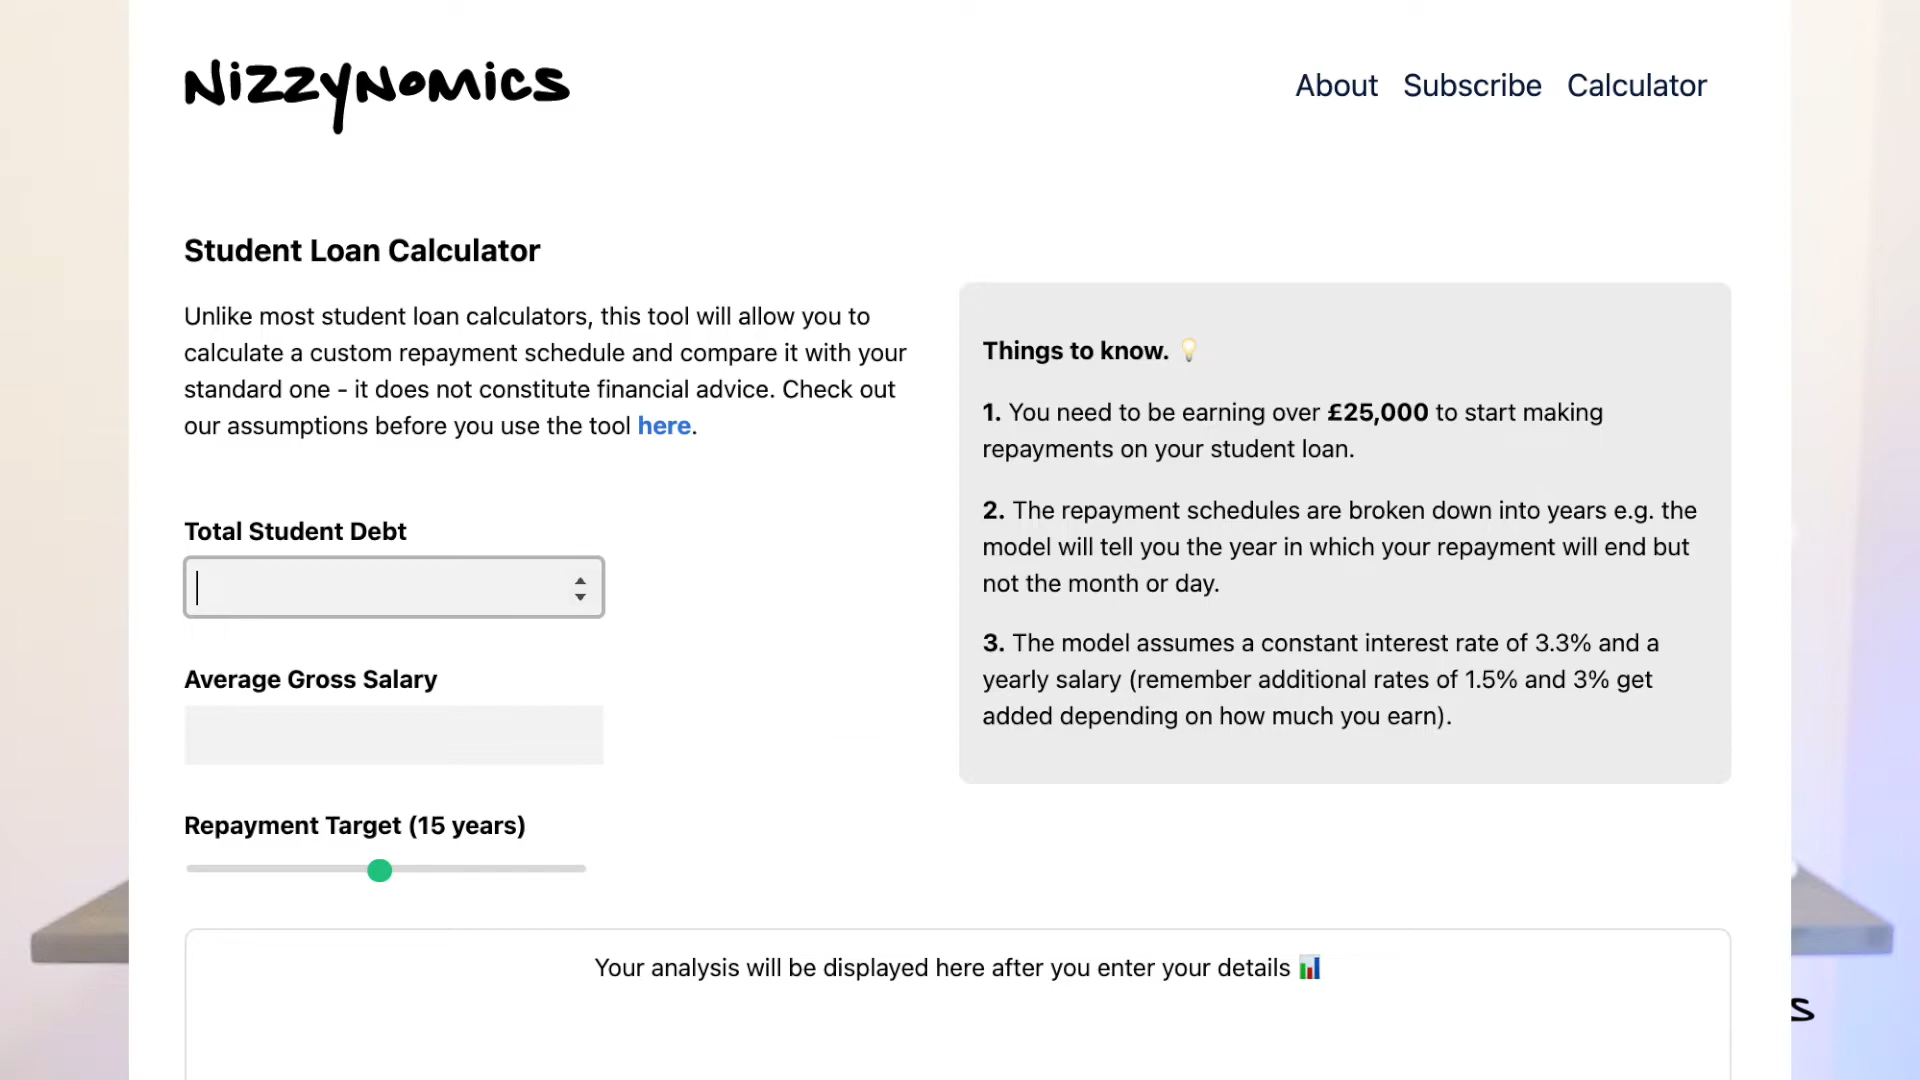 Nizzynomics
About Subscribe Calculator
Student Loan Calculator
Unlike most student loan calculators, this tool will allow you to
calculate a custom repayment schedule and compare it with your
standard one - it does not constitute financial advice. Check out
our assumptions before you use the tool here.
Total Student Debt
Average Gross Salary
Repayment Target (15 years)
Things to know.
1. You need to be earning over £25,000 to start making
repayments on your student loan.
2. The repayment schedules are broken down into years e.g. the
model will tell you the year in which your repayment will end but
not the month or day.
3. The model assumes a constant interest rate of 3.3% and a
yearly salary (remember additional rates of 1.5% and 3% get
added depending on how much you earn).
Your analysis will be displayed here after you enter your details
s